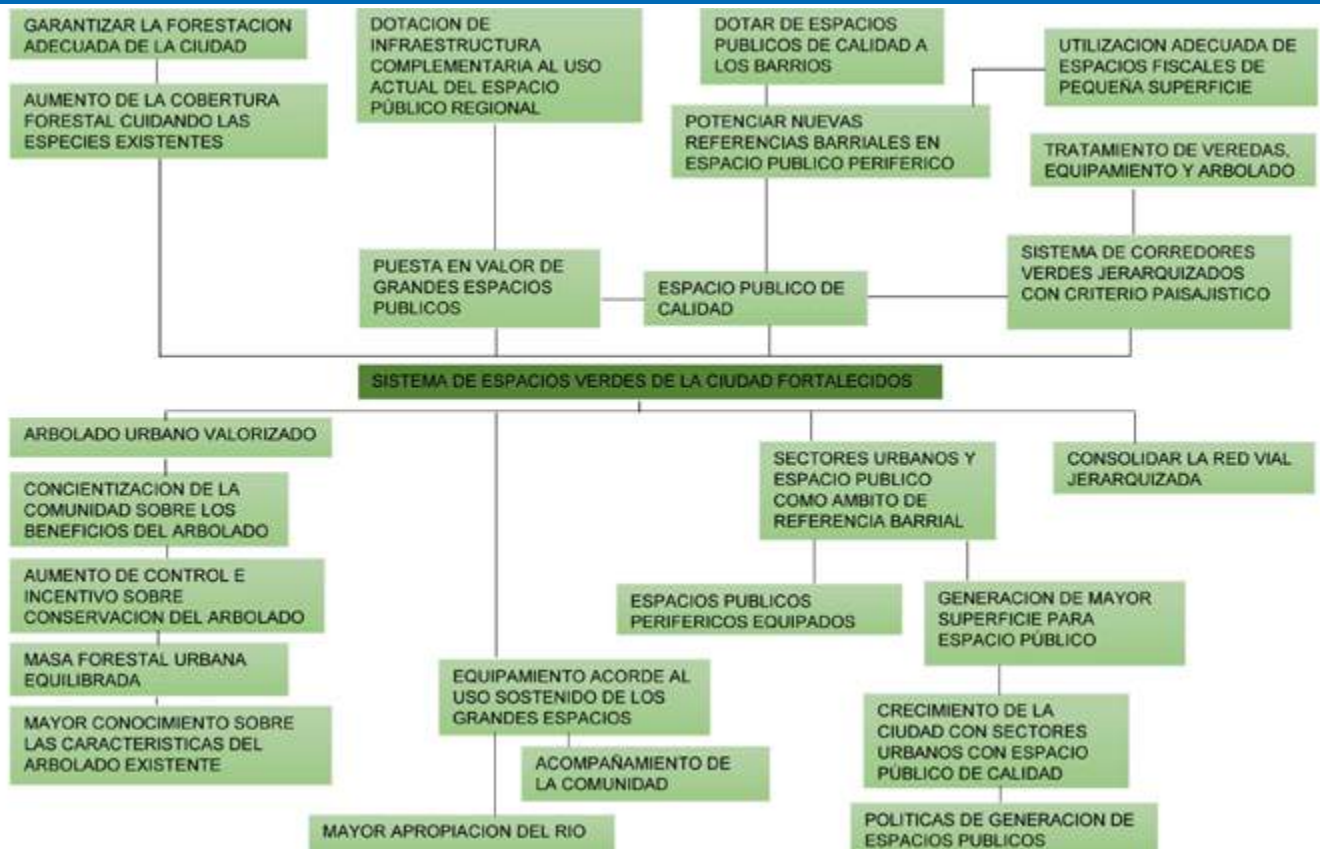 GARANTIZAR LA FORESTACION
ADECUADA DE LA CIUDAD
AUMENTO DE LA COBERTURA
FORESTAL CUIDANDO LAS
ESPECIES EXISTENTES
DOTACION DE
INFRAESTRUCTURA
COMPLEMENTARIA AL USO
ACTUAL DEL ESPACIO
PÚBLICO REGIONAL
DOTAR DE ESPACIOS
PUBLICOS DE CALIDAD A
LOS BARRIOS
UTILIZACION ADECUADA DE
ESPACIOS FISCALES DE
PEQUEÑA SUPERFICIE
POTENCIAR NUEVAS
REFERENCIAS BARRIALES EN
ESPACIO PUBLICO PERIFERICO
TRATAMIENTO DE VEREDAS,
EQUIPAMIENTO Y ARBOLADO
PUESTA EN VALOR DE
GRANDES ESPACIOS
PUBLICOS
ESPACIO PUBLICO DE
CALIDAD
SISTEMA DE CORREDORES
VERDES JERARQUIZADOS
CON CRITERIO PAISAJISTICO
SISTEMA DE ESPACIOS VERDES DE LA CIUDAD FORTALECIDOS
ARBOLADO URBANO VALORIZADO
CONCIENTIZACION DE LA
COMUNIDAD SOBRE LOS
BENEFICIOS DEL ARBOLADO
AUMENTO DE CONTROL E
INCENTIVO SOBRE
CONSERVACION DEL ARBOLADO
MASA FORESTAL URBANA
EQUILIBRADA
MAYOR CONOCIMIENTO SOBRE
LAS CARACTERISTICAS DEL
ARBOLADO EXISTENTE
EQUIPAMIENTO ACORDE AL
USO SOSTENIDO DE LOS
GRANDES ESPACIOS
ACOMPAÑAMIENTO DE
LA COMUNIDAD
MAYOR APROPIACION DEL RIO
SECTORES URBANOS Y
ESPACIO PUBLICO
COMO AMBITO DE
REFERENCIA BARRIAL
ESPACIOS PUBLICOS
PERIFERICOS EQUIPADOS
GENERACION DE MAYOR
SUPERFICIE PARA
ESPACIO PÚBLICO
CRECIMIENTO DE LA
CIUDAD CON SECTORES
URBANOS CON ESPACIO
PÚBLICO DE CALIDAD
POLITICAS DE GENERACION DE
ESPACIOS PUBLICOS
CONSOLIDAR LA RED VIAL
JERARQUIZADA